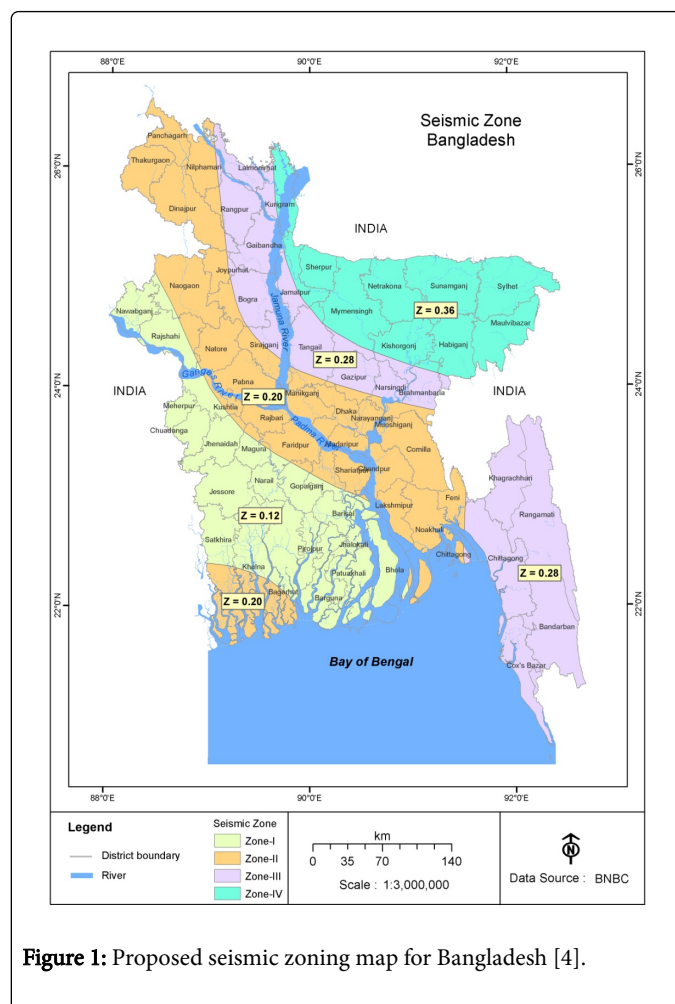 88°0'E 90°0'E 92°0'E
Seismic Zone
Bangladesh
26°0'N
26°0'N
24°0'N
24°0'N
22°0'N
22°0'N
INDIA
INDIA
INDIA
Panchagarh
Thakurgaon
Nilphamari
Lalmonirhat
Dinajpur
Rangpur
Kurigram
Gaibandha
Joypurhat
Naogaon
Bogra
Jamalpur
Sherpur
Netrakona
Sunamganj
Sylhet
Mymensingh
Z = 0.36
Maulvibazar
Kishorgonj
Habiganj
Nawabganj
Rajshahi
Natore
Sirajganj
Jamuna River
Tangail
Z = 0.28
Gazipur
Narsingdi
Brahmanbaria
Pabna
Ganges River
Z = 0.20
Manikganj
Dhaka
Narayanganj
Munshiganj
Meherpur
Kushtia
Chuadanga
Rajbari
Padma River
Faridpur
Madaripur
Shariatpur
Chandpur
Comilla
Jhenaidah
Magura
Narail
Gopalganj
Jessore
Barisal
Lakshmipur
Feni
Noakhali
Khagrachhari
Rangamati
Z = 0.12
Satkhira
Khulna
Pirojpur
Jhalokati
Patuakhali
Bhola
Barguna
Bagerhat
Z = 0.20
Chittagong
Chittagong
Z = 0.28
Bandarban
Cox's Bazar
Bay of Bengal
88°0'E 90°0'E 92°0'E
Legend
District boundary
River
Seismic Zone
Zone-I
Zone-II
Zone-III
Zone-IV
km
0 35 70 140
Scale : 1:3,000,000
N
Data Source : BNBC
Figure 1: Proposed seismic zoning map for Bangladesh [4].